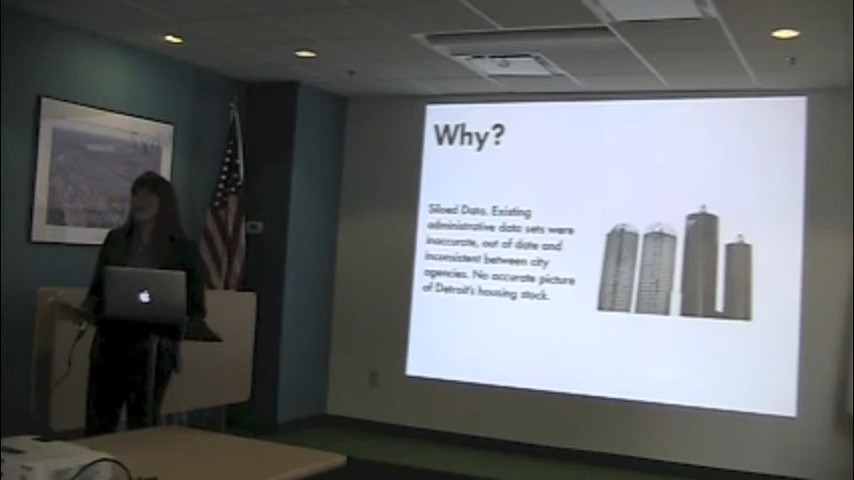 Why?
Siloed Data. Existing
administrative data sets were
inaccurate, out of date and
inconsistent between city
agencies. No accurate picture
of Detroit's housing stock.